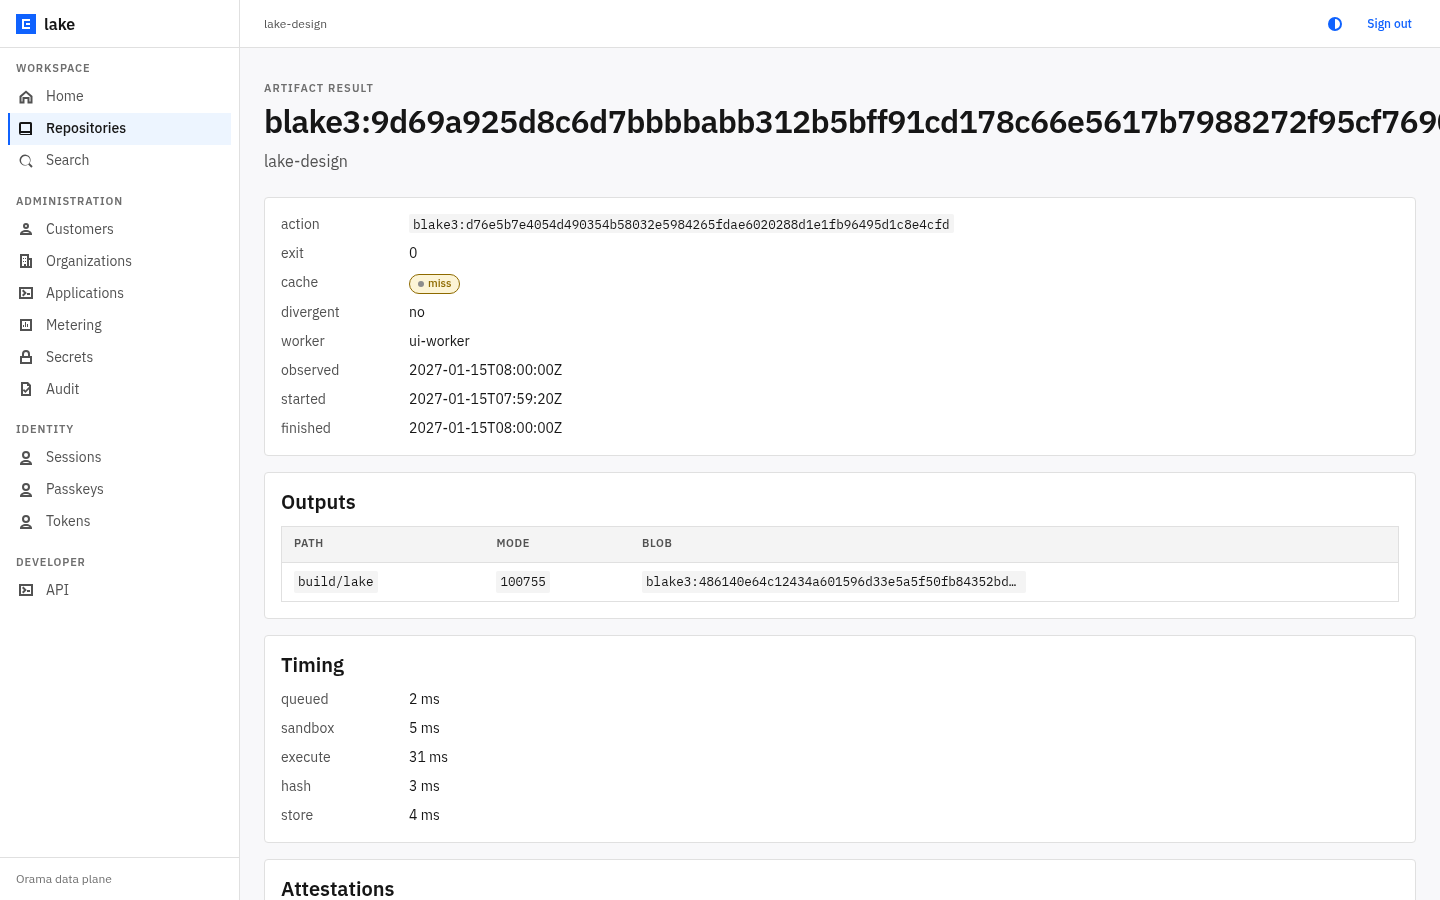 lake
lake-design
Sign out
WORKSPACE
Home
Repositories
Search
ADMINISTRATION
Customers
Organizations
Applications
Metering
Secrets
Audit
IDENTITY
Sessions
Passkeys
Tokens
DEVELOPER
API
Orama data plane
ARTIFACT RESULT
blake3:9d69a925d8c6d7bbbbabb312b5bff91cd178c66e5617b7988272f95cf769
lake-design
action blake3:d76e5b7e4054d490354b58032e5984265fdae6020288d1e1fb96495d1c8e4cfd
exit 0
cache miss
divergent no
worker ui-worker
observed 2027-01-15T08:00:00Z
started 2027-01-15T07:59:20Z
finished 2027-01-15T08:00:00Z
Outputs
PATH MODE BLOB
build/lake 100755 blake3:486140e64c12434a601596d33e5a5f50fb84352bd…
Timing
queued 2 ms
sandbox 5 ms
execute 31 ms
hash 3 ms
store 4 ms
Attestations